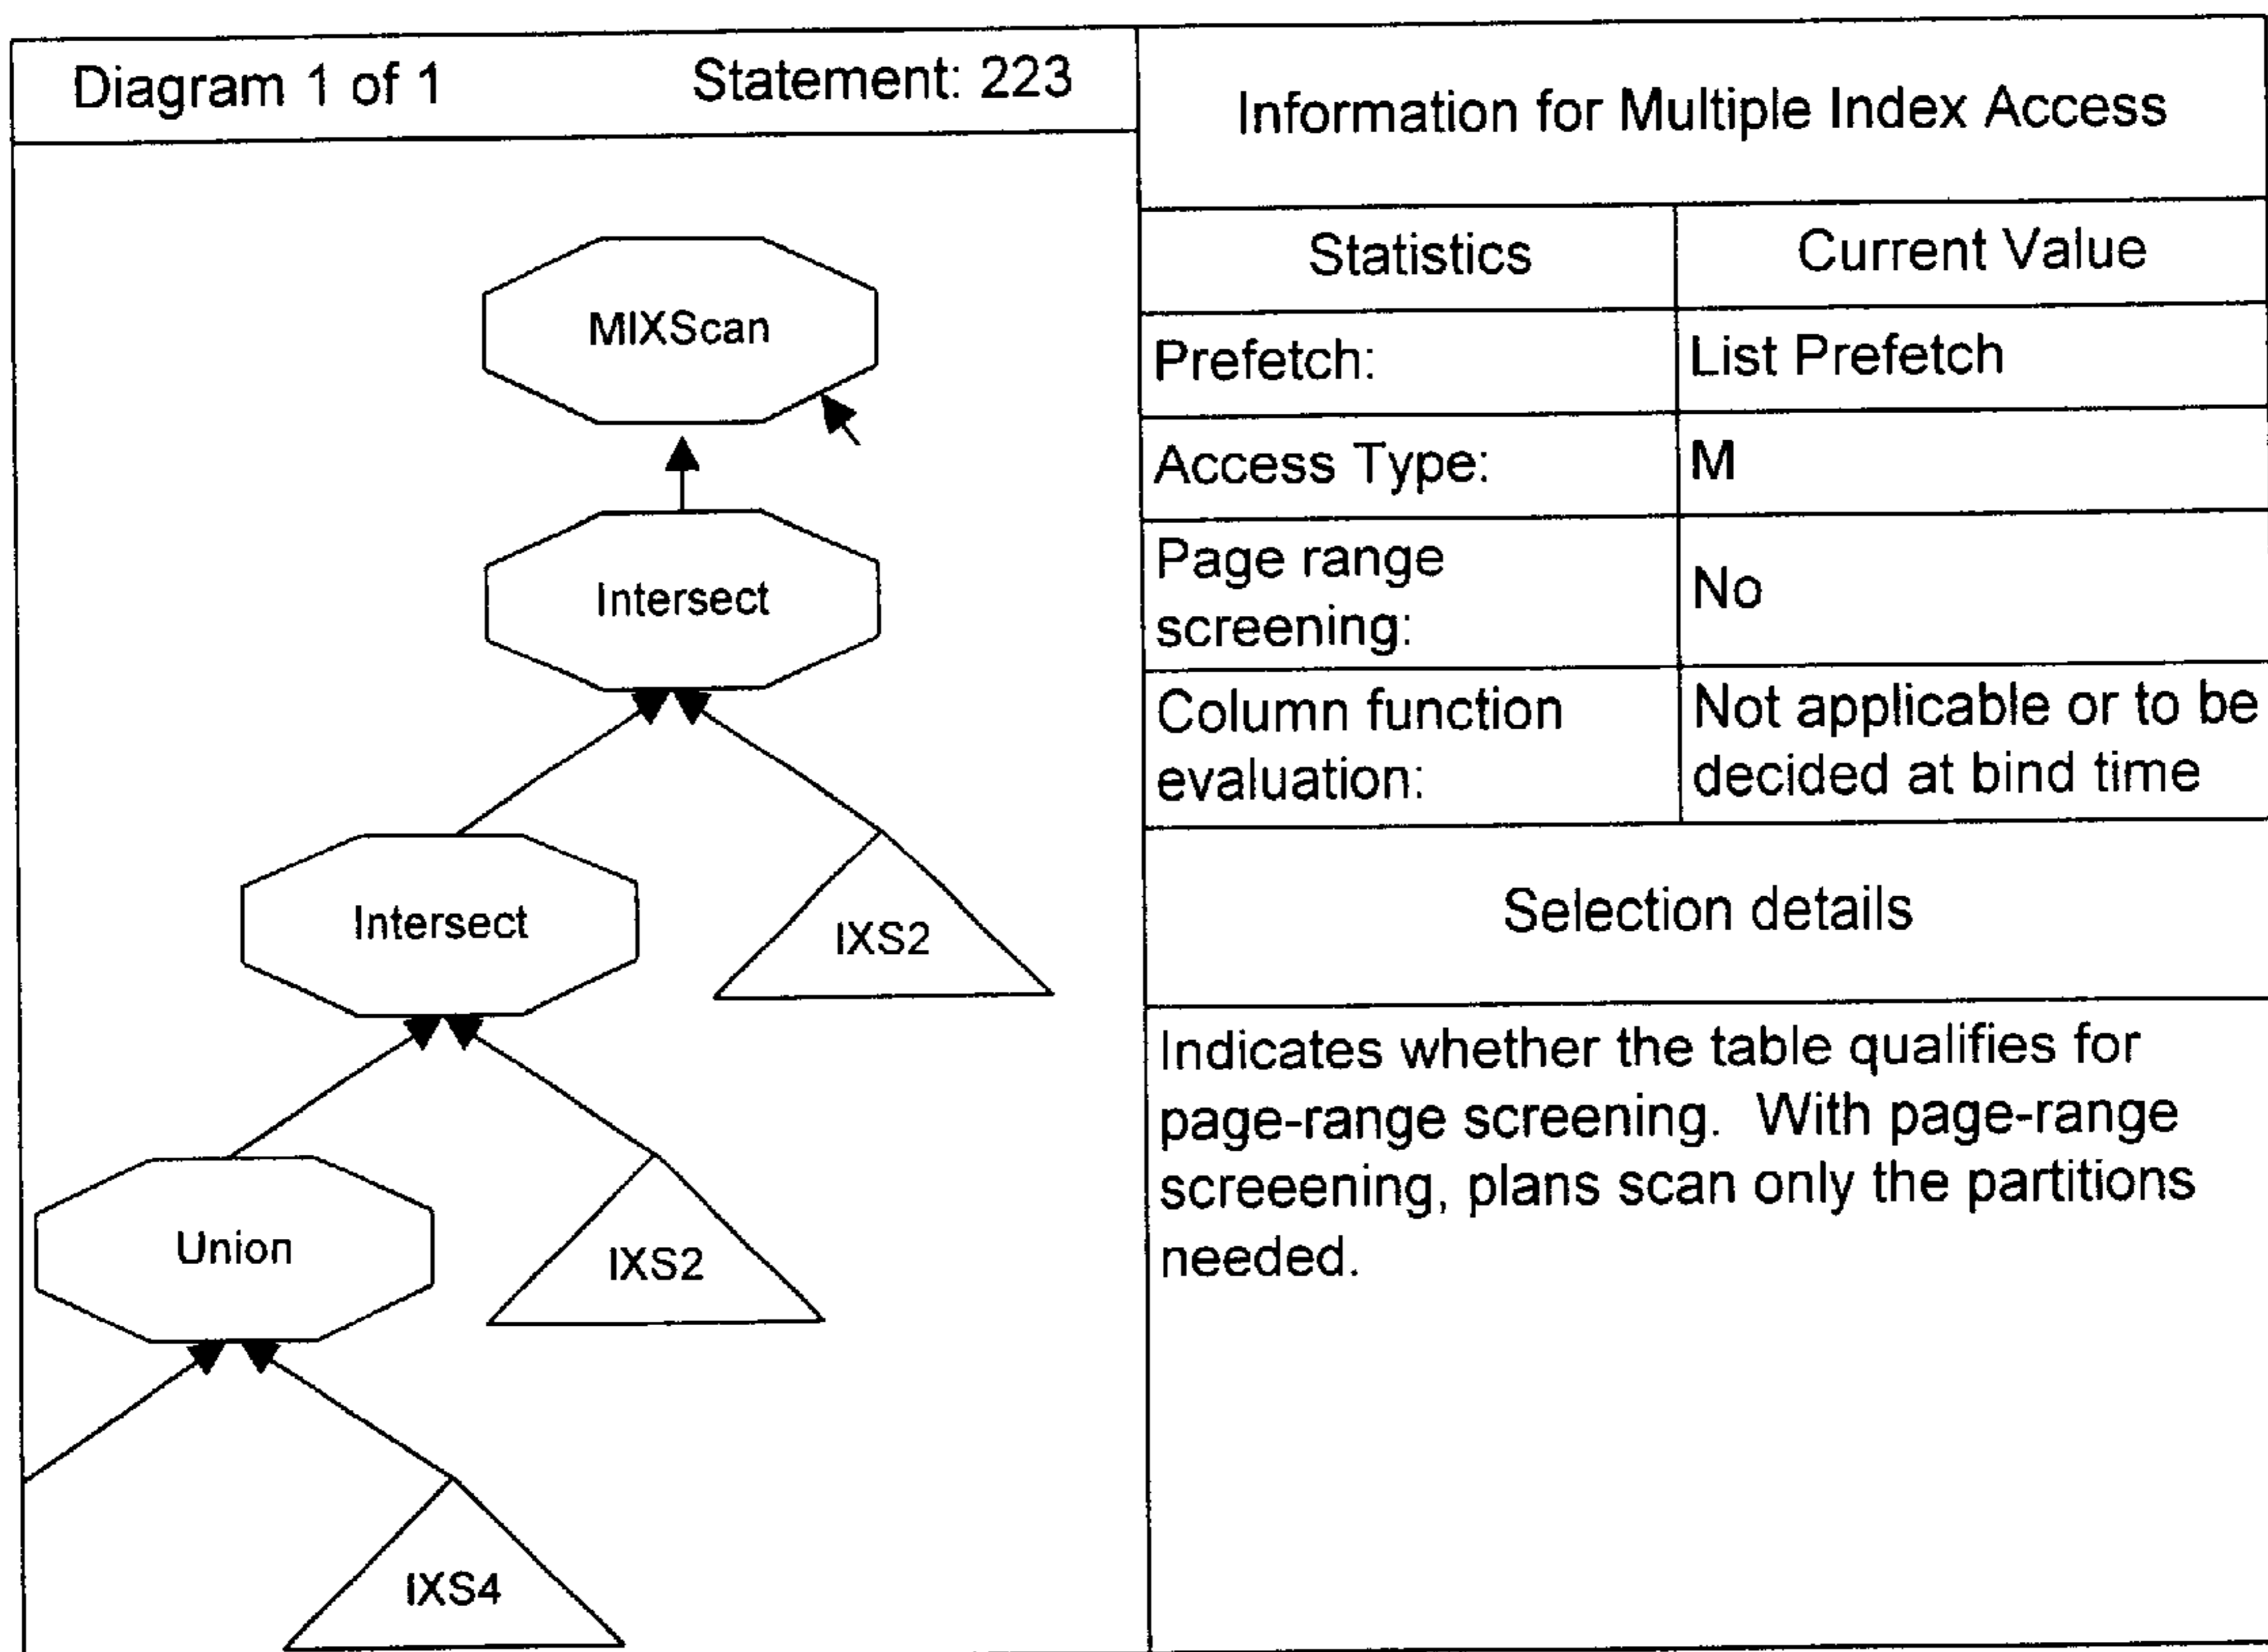 Diagram 1 of 1
Statement: 223
MIXScan
Intersect
Intersect
IXS2
Union
IXS2
IXS4
Information for Multiple Index Access
Statistics
Current Value
Prefetch:
List Prefetch
Access Type:
M
Page range
screening:
No
Column function
evaluation:
Not applicable or to be
decided at bind time
Selection details
Indicates whether the table qualifies for
page-range screening. With page-range
screeening, plans scan only the partitions
needed.